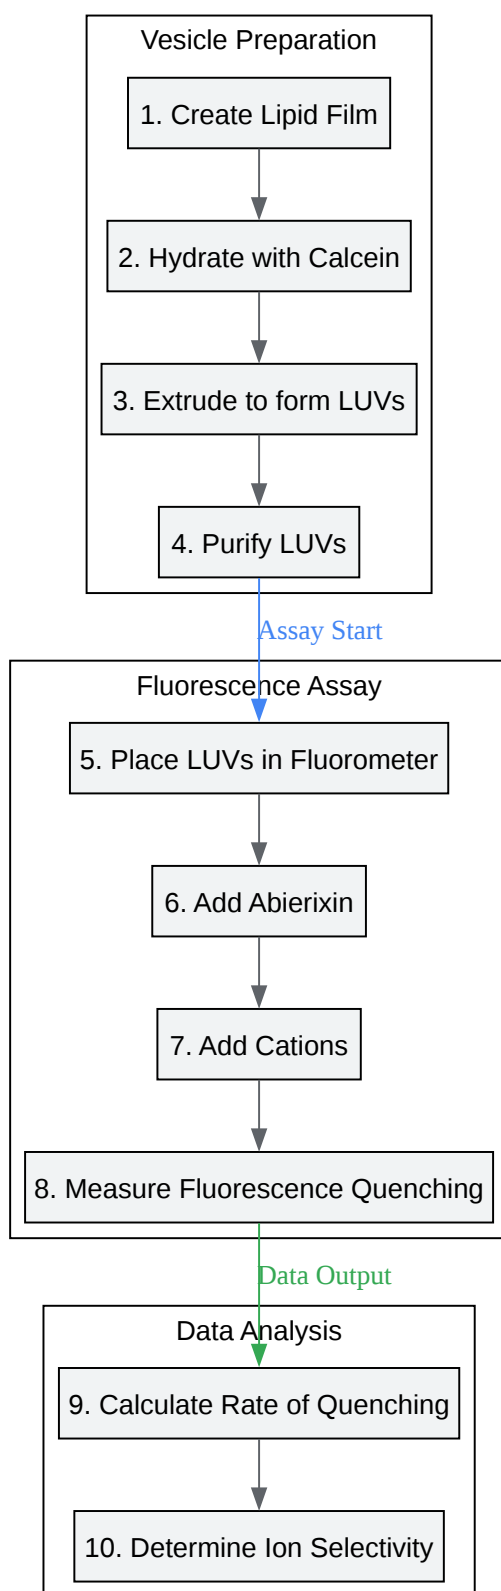 Vesicle Preparation
1. Create Lipid Film
2. Hydrate with Calcein
3. Extrude to form LUVs
4. Purify LUVs
Assay Start
Fluorescence Assay
5. Place LUVs in Fluorometer
6. Add Abierixin
7. Add Cations
8. Measure Fluorescence Quenching
Data Output
Data Analysis
9. Calculate Rate of Quenching
10. Determine Ion Selectivity